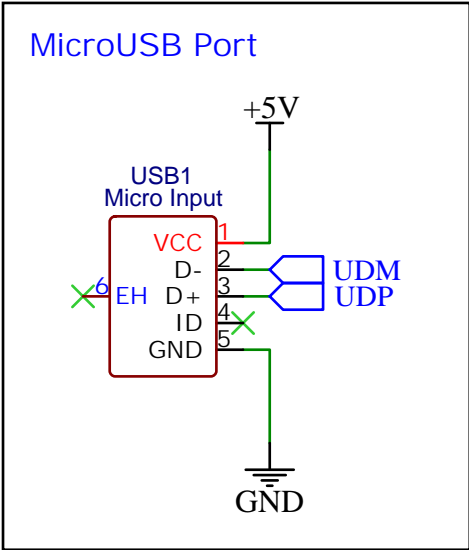 MicroUSB Port
+5V
USB1
Micro Input
VCC 1
D- 2
UDM
6 EH D+ 3
UDP
ID 4
GND 5
GND